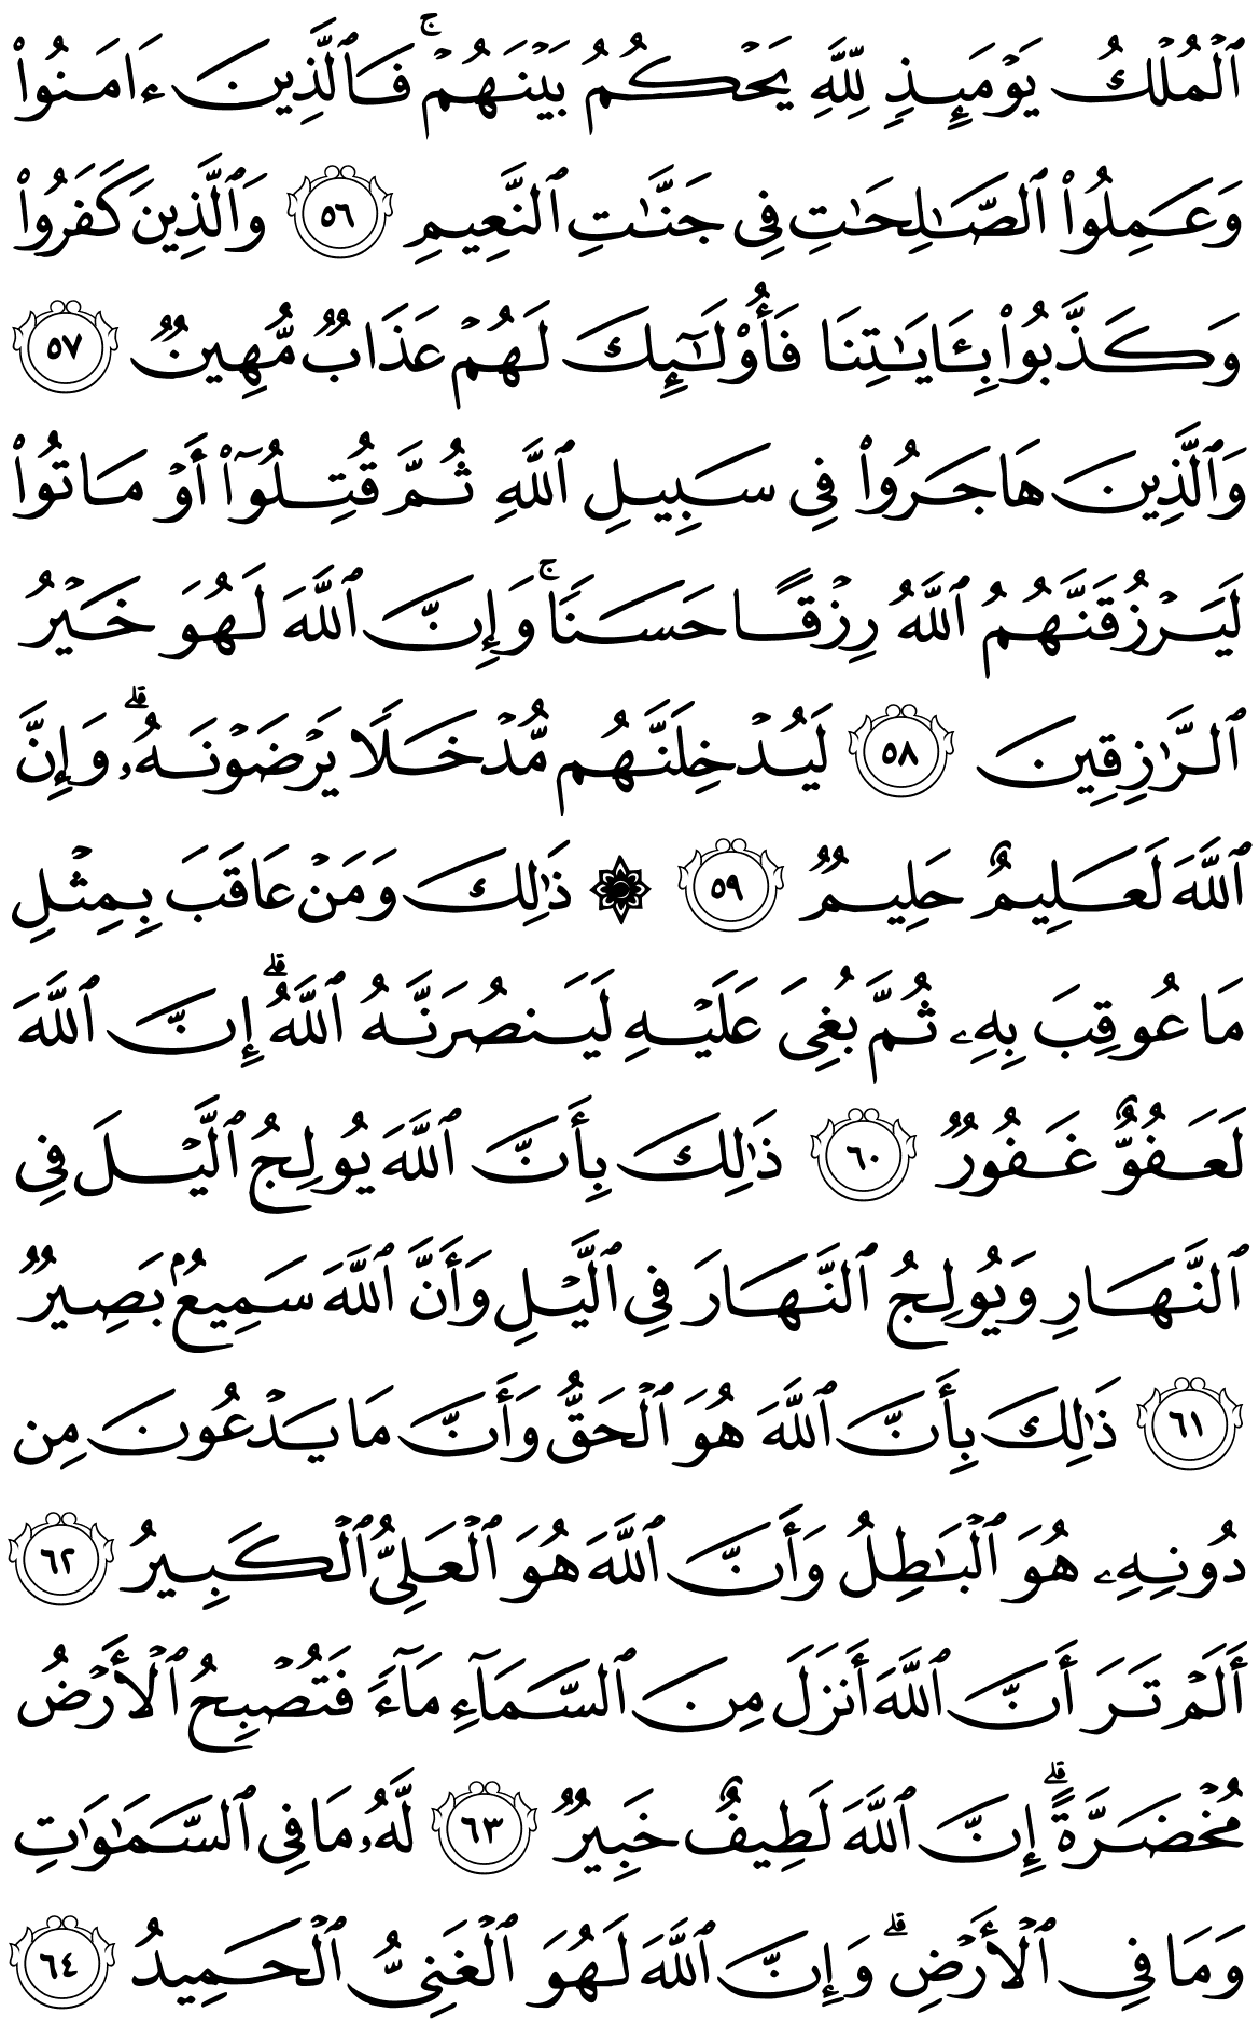 ٱلۡمُلۡكُ يَوۡمَئِذٖ لِّلَّهِ يَحۡكُمُ بَيۡنَهُمۡۚ فَٱلَّذِينَ ءَامَنُواْ
وَعَمِلُواْ ٱلصَّٰلِحَٰتِ فِي جَنَّٰتِ ٱلنَّعِيمِ ٥٦ وَٱلَّذِينَ كَفَرُواْ
وَكَذَّبُواْ بِـَٔايَٰتِنَا فَأُوْلَٰٓئِكَ لَهُمۡ عَذَابٞ مُّهِينٞ ٥٧
وَٱلَّذِينَ هَاجَرُواْ فِي سَبِيلِ ٱللَّهِ ثُمَّ قُتِلُوٓاْ أَوۡ مَاتُواْ
لَيَرۡزُقَنَّهُمُ ٱللَّهُ رِزۡقًا حَسَنٗاۚ وَإِنَّ ٱللَّهَ لَهُوَ خَيۡرُ
ٱلرَّٰزِقِينَ ٥٨ لَيُدۡخِلَنَّهُم مُّدۡخَلٗا يَرۡضَوۡنَهُۥۚ وَإِنَّ
ٱللَّهَ لَعَلِيمٌ حَلِيمٞ ٥٩ ۞ ذَٰلِكَۖ وَمَنۡ عَاقَبَ بِمِثۡلِ
مَا عُوقِبَ بِهِۦ ثُمَّ بُغِيَ عَلَيۡهِ لَيَنصُرَنَّهُ ٱللَّهُۚ إِنَّ ٱللَّهَ
لَعَفُوٌّ غَفُورٞ ٦٠ ذَٰلِكَ بِأَنَّ ٱللَّهَ يُولِجُ ٱلَّيۡلَ فِي
ٱلنَّهَارِ وَيُولِجُ ٱلنَّهَارَ فِي ٱلَّيۡلِ وَأَنَّ ٱللَّهَ سَمِيعُۢ بَصِيرٞ
٦١ ذَٰلِكَ بِأَنَّ ٱللَّهَ هُوَ ٱلۡحَقُّ وَأَنَّ مَا يَدۡعُونَ مِن
دُونِهِۦ هُوَ ٱلۡبَٰطِلُ وَأَنَّ ٱللَّهَ هُوَ ٱلۡعَلِيُّ ٱلۡكَبِيرُ ٦٢
أَلَمۡ تَرَ أَنَّ ٱللَّهَ أَنزَلَ مِنَ ٱلسَّمَآءِ مَآءٗ فَتُصۡبِحُ ٱلۡأَرۡضُ
مُخۡضَرَّةًۚ إِنَّ ٱللَّهَ لَطِيفٌ خَبِيرٞ ٦٣ لَّهُۥ مَا فِي ٱلسَّمَٰوَٰتِ
وَمَا فِي ٱلۡأَرۡضِۚ وَإِنَّ ٱللَّهَ لَهُوَ ٱلۡغَنِيُّ ٱلۡحَمِيدُ ٦٤